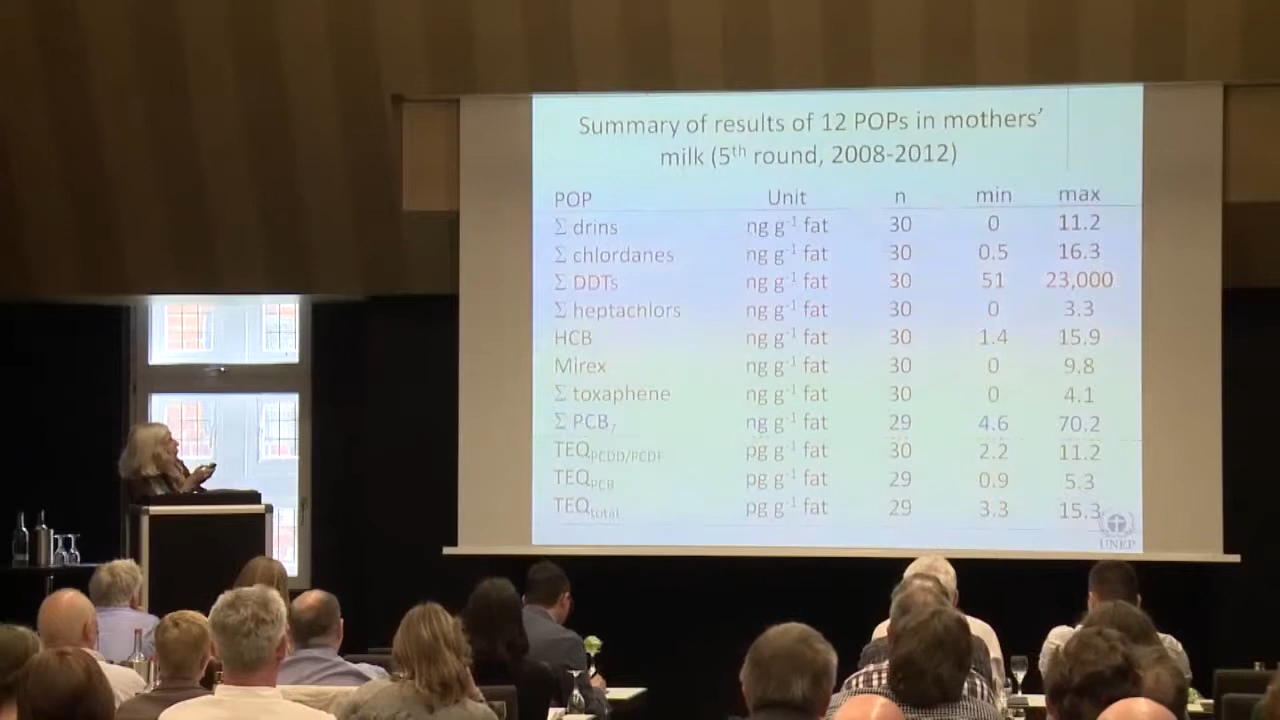 Summary of results of 12 POPs in mothers'
milk (5th round, 2008-2012)
POP Unit n min max
Σ drins ng g-1 fat 30 0 11.2
Σ chlordanes ng g-1 fat 30 0.5 16.3
Σ DDTs ng g-1 fat 30 51 23,000
Σ heptachlors ng g-1 fat 30 0 3.3
HCB ng g-1 fat 30 1.4 15.9
Mirex ng g-1 fat 30 0 9.8
Σ toxaphene ng g-1 fat 30 0 4.1
Σ PCB7 ng g-1 fat 29 4.6 70.2
TEQPCDD/PCDF pg g-1 fat 30 2.2 11.2
TEQPCB pg g-1 fat 29 0.9 5.3
TEQtotal pg g-1 fat 29 3.3 15.3
UNEP